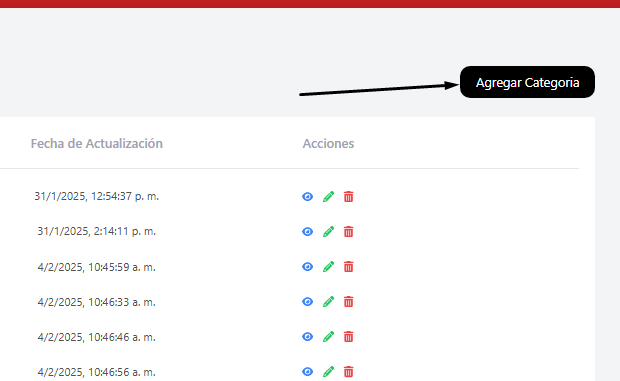 Agregar Categoria
Fecha de Actualización Acciones
31/1/2025, 12:54:37 p. m.
31/1/2025, 2:14:11 p. m.
4/2/2025, 10:45:59 a. m.
4/2/2025, 10:46:33 a. m.
4/2/2025, 10:46:46 a. m.
4/2/2025, 10:46:56 a. m.